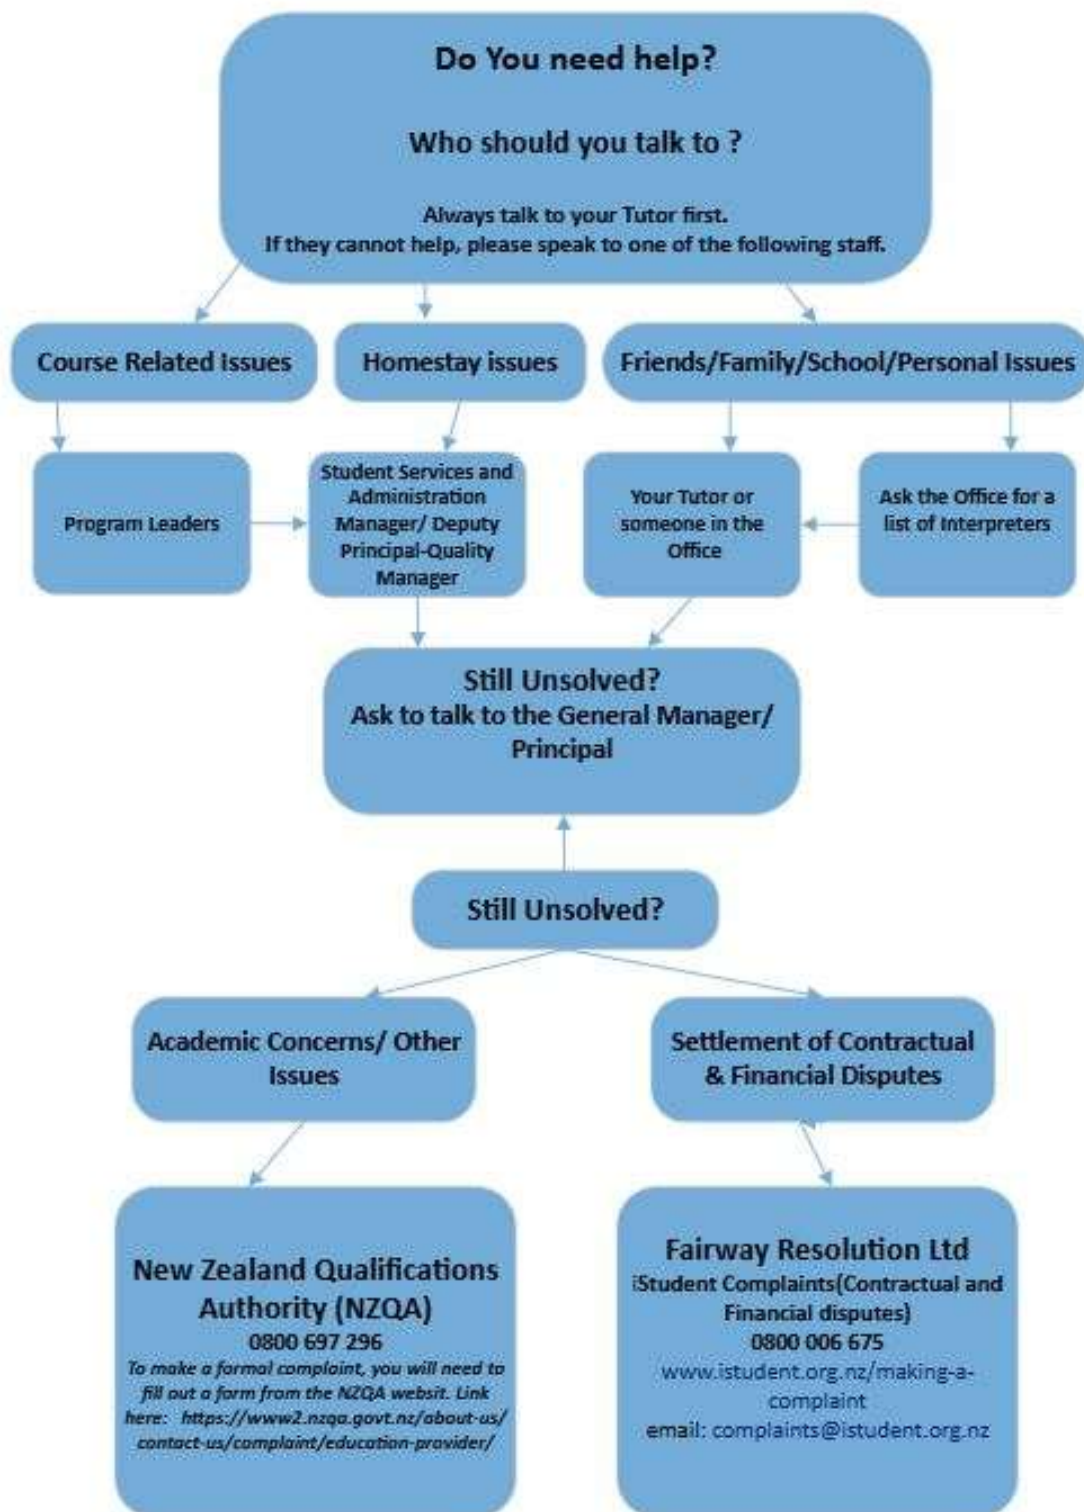 Do You need help?
Who should you talk to ?
Always talk to your Tutor first.
If they cannot help, please speak to one of the following staff.
Course Related Issues
Homestay issues
Friends/Family/School/Personal Issues
Program Leaders
Student Services and
Administration
Manager/ Deputy
Principal-Quality
Manager
Your Tutor or
someone in the
Office
Ask the Office for a
list of Interpreters
Still Unsolved?
Ask to talk to the General Manager/
Principal
Still Unsolved?
Academic Concerns/ Other
Issues
Settlement of Contractual
& Financial Disputes
New Zealand Qualifications
Authority (NZQA)
0800 697 296
To make a formal complaint, you will need to
fill out a form from the NZQA websit. Link
here: https://www2.nzqa.govt.nz/about-us/
contact-us/complaint/education-provider/
Fairway Resolution Ltd
iStudent Complaints(Contractual and
Financial disputes)
0800 006 675
www.istudent.org.nz/making-a-
complaint
email: complaints@istudent.org.nz